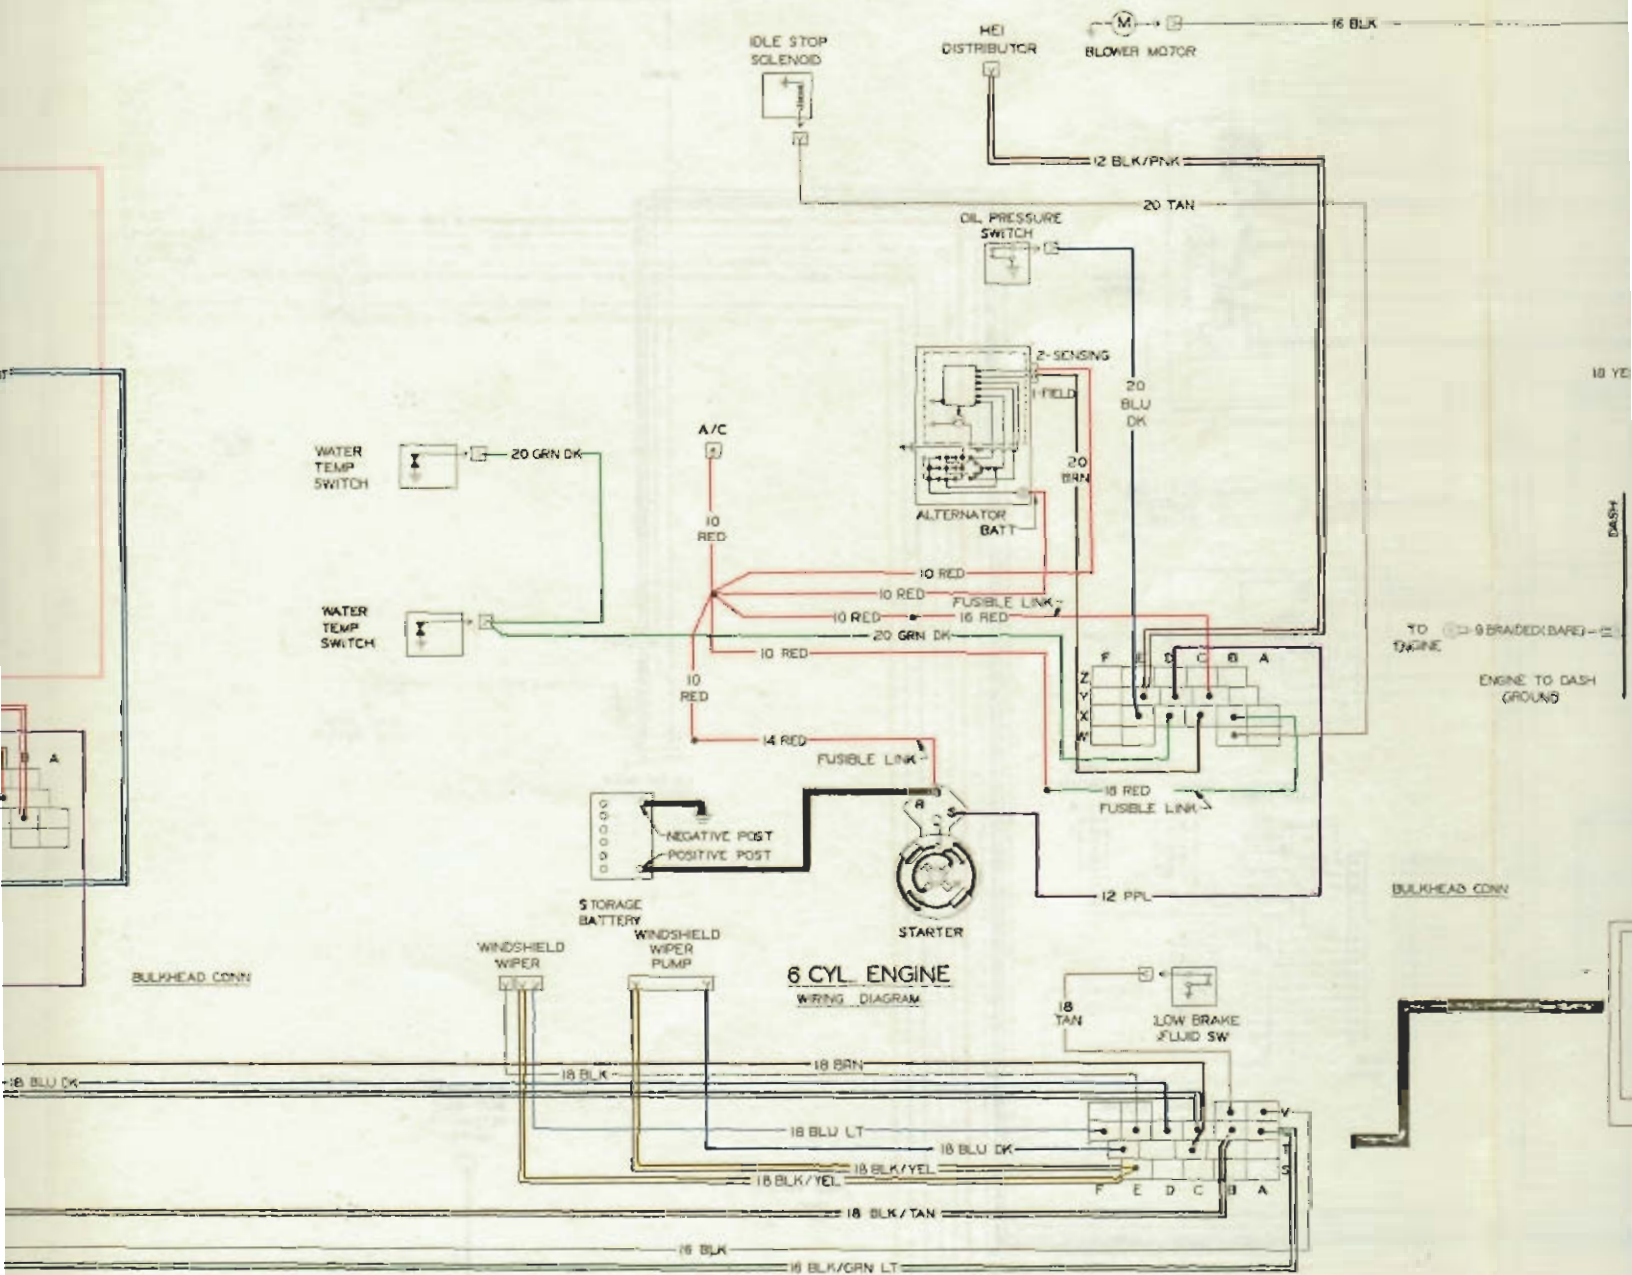 IDLE STOP
SOLENOID
HEI
DISTRIBUTOR
M
BLOWER MOTOR
16 BLK
12 BLK/PNK
20 TAN
OIL PRESSURE
SWITCH
2-SENSING
1-FIELD
20
BLU
DK
18 YE
A/C
WATER
TEMP
SWITCH
20 GRN DK
20
BRN
ALTERNATOR
BATT
10
RED
DASH
10 RED
10 RED
FUSIBLE LINK
10 RED
16 RED
WATER
TEMP
SWITCH
20 GRN DK
10 RED
TO
ENGINE
9 BRAIDED(BARE)
F E D C B A
Z
Y
X
W
10
RED
ENGINE TO DASH
GROUND
14 RED
FUSIBLE LINK
A
18 RED
FUSIBLE LINK
B
S
NEGATIVE POST
POSITIVE POST
12 PPL
BULKHEAD CONN
STORAGE
BATTERY
STARTER
WINDSHIELD
WIPER
WINDSHIELD
WIPER
PUMP
6 CYL. ENGINE
WIRING DIAGRAM
BULKHEAD CONN
18
TAN
LOW BRAKE
FLUID SW
18 BRN
18 BLK
18 BLU DK
18 BLU LT
18 BLU DK
18 BLK/YEL
18 BLK/YEL
V
T
S
F E D C B A
18 BLK/TAN
16 BLK
16 BLK/GRN LT